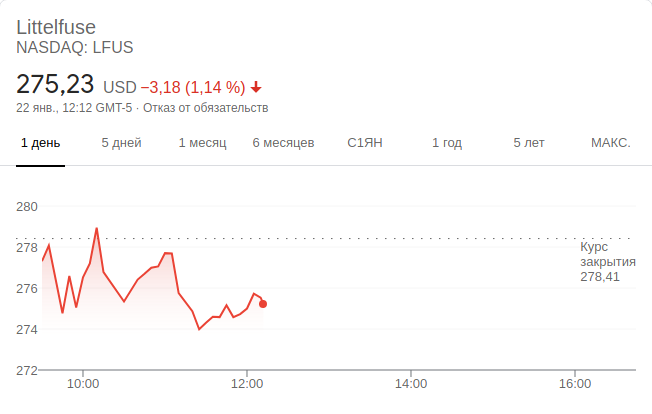 Littelfuse
NASDAQ: LFUS
275,23 USD −3,18 (1,14 %)
22 янв., 12:12 GMT-5 · Отказ от обязательств
1 день 5 дней 1 месяц 6 месяцев С1ЯН 1 год 5 лет МАКС.
280
278
Курс
закрытия
278,41
276
274
272
10:00 12:00 14:00 16:00